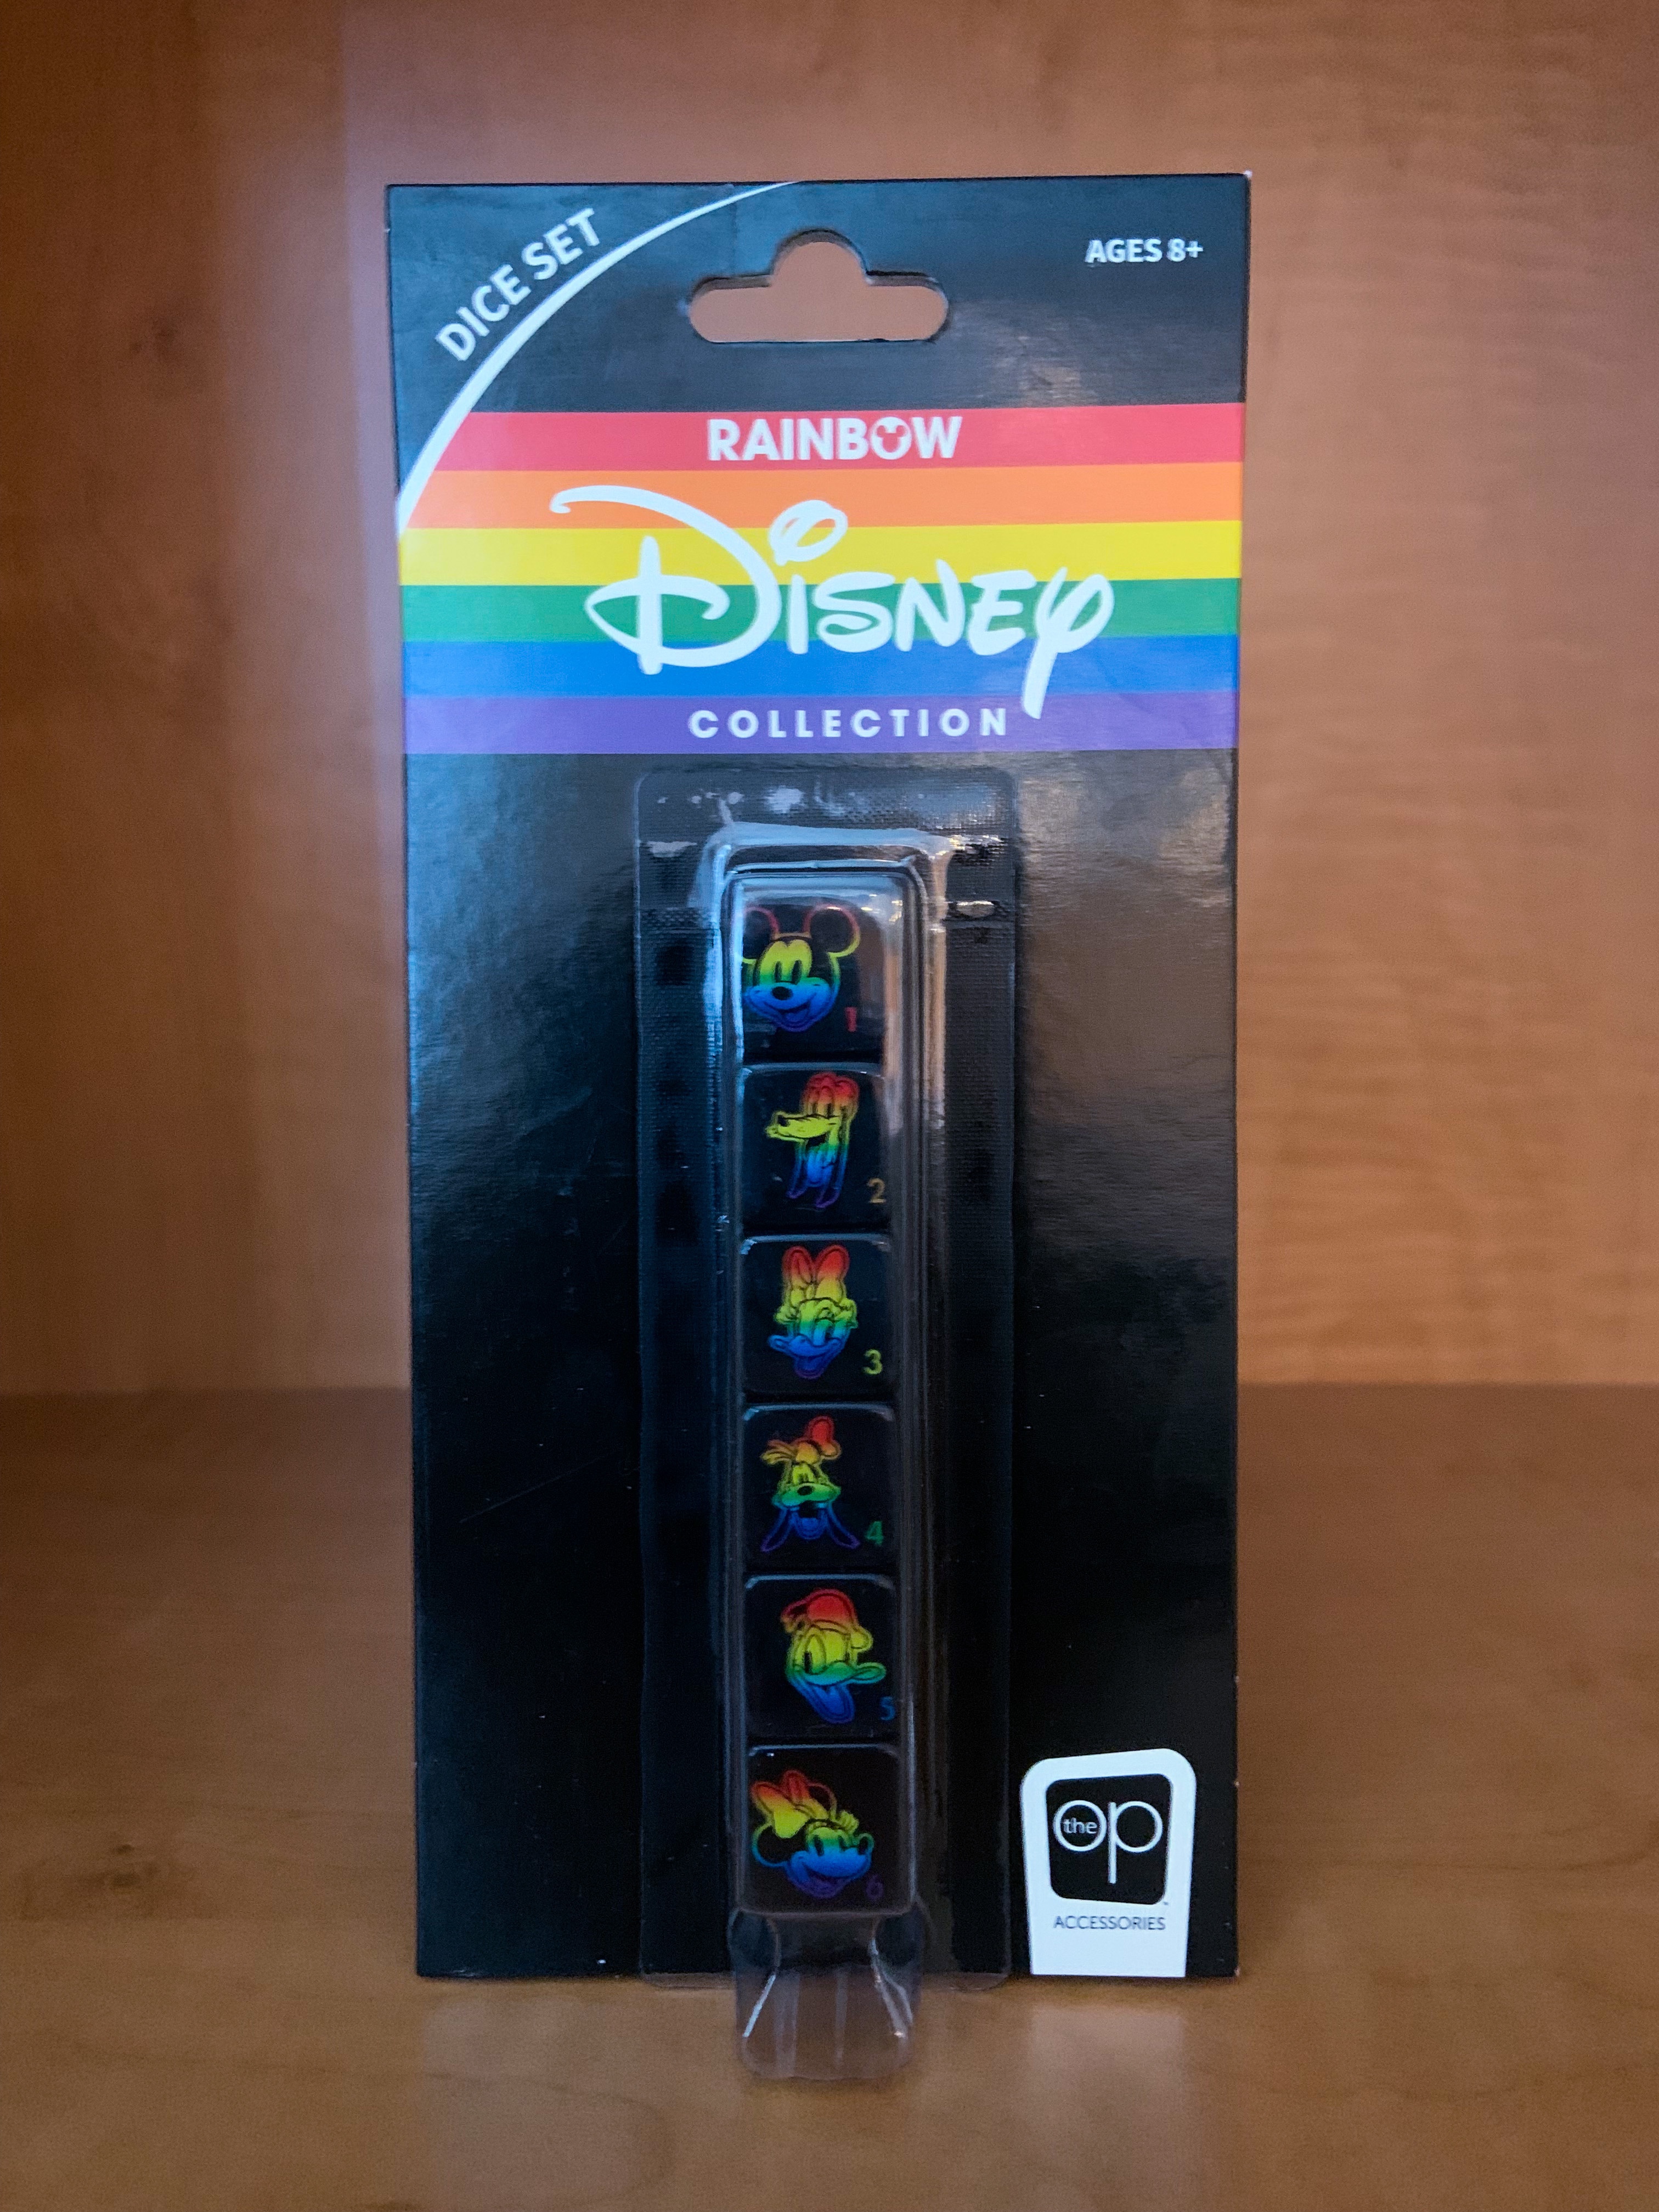 DICE SET
AGES 8+
RAINBOW
Disney
COLLECTION
1
2
3
4
5
6
the op
ACCESSORIES